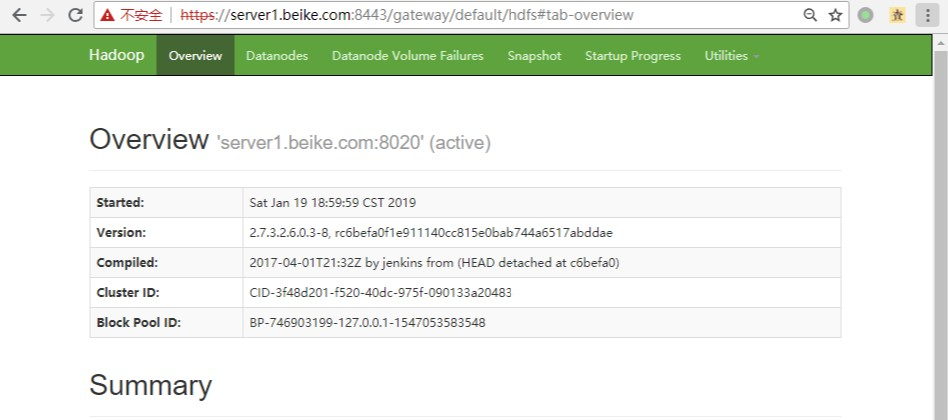 不安全 https://server1.beike.com:8443/gateway/default/hdfs#tab-overview
Hadoop Overview Datanodes Datanode Volume Failures Snapshot Startup Progress Utilities
Overview 'server1.beike.com:8020' (active)
Started: Sat Jan 19 18:59:59 CST 2019
Version: 2.7.3.2.6.0.3-8, rc6befa0f1e911140cc815e0bab744a6517abddae
Compiled: 2017-04-01T21:32Z by jenkins from (HEAD detached at c6befa0)
Cluster ID: CID-3f48d201-f520-40dc-975f-090133a20483
Block Pool ID: BP-746903199-127.0.0.1-1547053583548
Summary